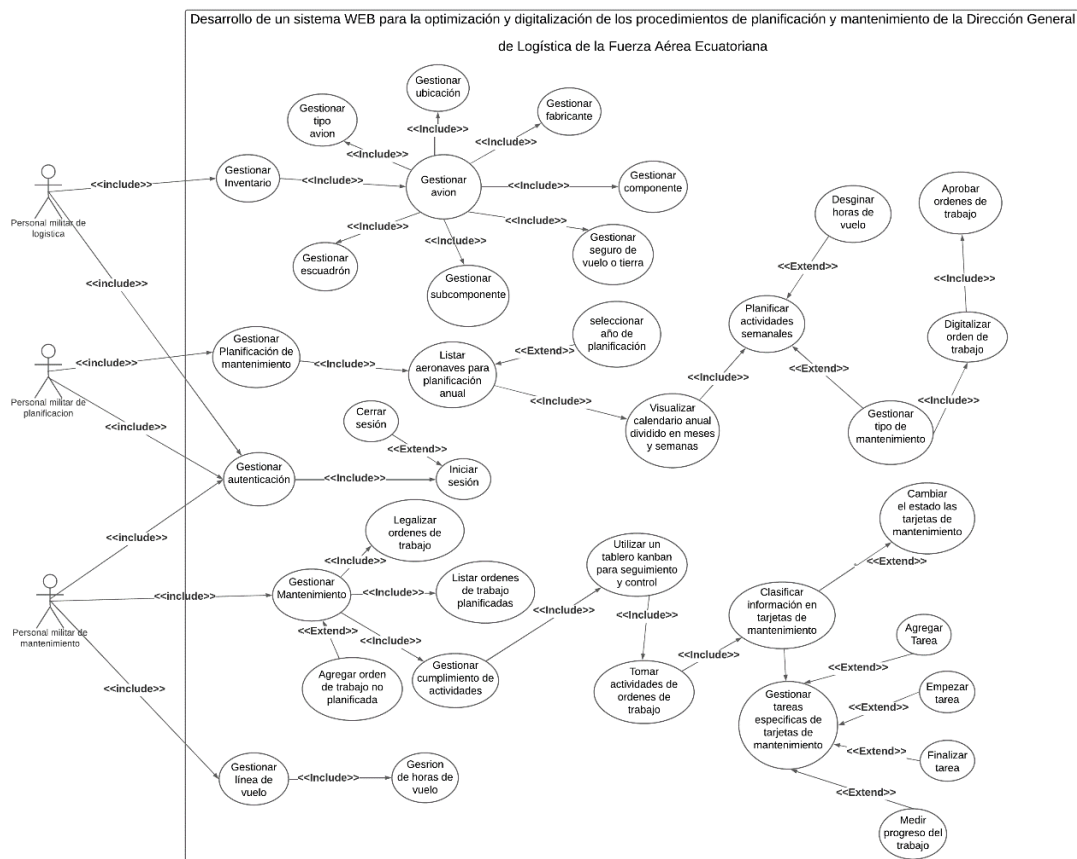 Desarrollo de un sistema WEB para la optimización y digitalización de los procedimientos de planificación y mantenimiento de la Dirección General
de Logística de la Fuerza Aérea Ecuatoriana
Personal militar de
logistica
<<include>>
<<include>>
Gestionar
Inventario
<<Include>>
Gestionar
avion
<<Include>>
Gestionar
tipo
avion
<<Include>>
Gestionar
ubicación
<<Include>>
Gestionar
fabricante
<<Include>>
Gestionar
componente
<<Include>>
Gestionar
seguro de
vuelo o tierra
<<Include>>
Gestionar
escuadrón
<<Include>>
Gestionar
subcomponente
Personal militar de
planificacion
<<include>>
<<include>>
Gestionar
Planificación de
mantenimiento
<<Include>>
Listar
aeronaves para
planificación
anual
<<Extend>>
seleccionar
año de
planificación
<<Include>>
Visualizar
calendario anual
dividido en meses
y semanas
<<Include>>
Planificar
actividades
semanales
<<Extend>>
Desginar
horas de
vuelo
<<Extend>>
Gestionar
tipo de
mantenimiento
<<Include>>
Digitalizar
orden de
trabajo
<<Include>>
Aprobar
ordenes de
trabajo
Gestionar
autenticación
<<Include>>
Iniciar
sesión
<<Extend>>
Cerrar
sesión
Personal militar de
mantenimiento
<<include>>
<<include>>
<<include>>
Gestionar
Mantenimiento
<<Include>>
Legalizar
ordenes de
trabajo
<<Include>>
Listar ordenes
de trabajo
planificadas
<<Extend>>
Agregar orden
de trabajo no
planificada
<<Include>>
Gestionar
cumplimiento de
actividades
<<Include>>
Utilizar un
tablero kanban
para seguimiento
y control
<<Include>>
Tomar
actividades de
ordenes de
trabajo
<<Include>>
Clasificar
información en
tarjetas de
mantenimiento
<<Extend>>
Cambiar
el estado las
tarjetas de
mantenimiento
Gestionar
tareas
especificas de
tarjetas de
mantenimiento
<<Extend>>
Agregar
Tarea
<<Extend>>
Empezar
tarea
<<Extend>>
Finalizar
tarea
<<Extend>>
Medir
progreso del
trabajo
Gestionar
línea de
vuelo
<<Include>>
Gesrion
de horas de
vuelo